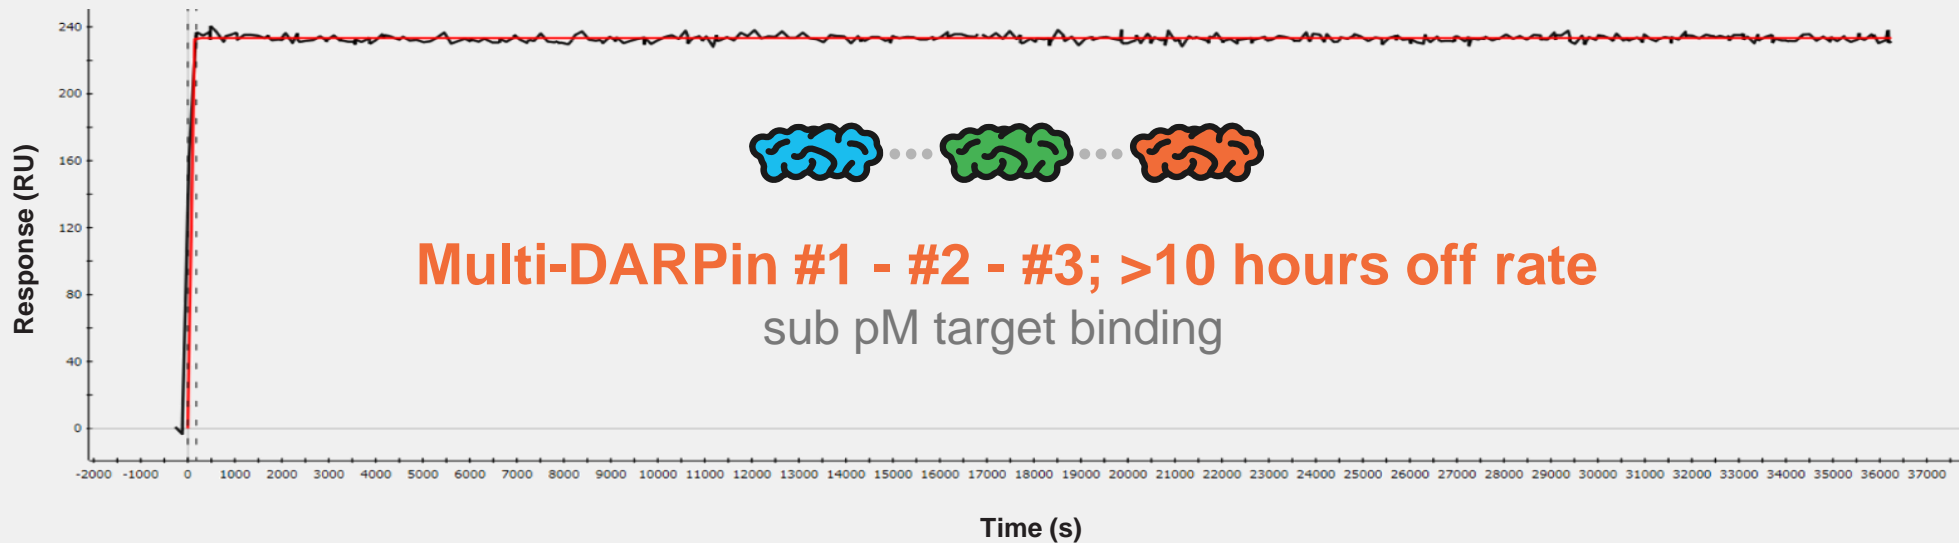 240
200
160
120
80
40
0
Response (RU)
Multi-DARPin #1 - #2 - #3; >10 hours off rate
sub pM target binding
-2000 -1000 0 1000 2000 3000 4000 5000 6000 7000 8000 9000 10000 11000 12000 13000 14000 15000 16000 17000 18000 19000 20000 21000 22000 23000 24000 25000 26000 27000 28000 29000 30000 31000 32000 33000 34000 35000 36000 37000
Time (s)